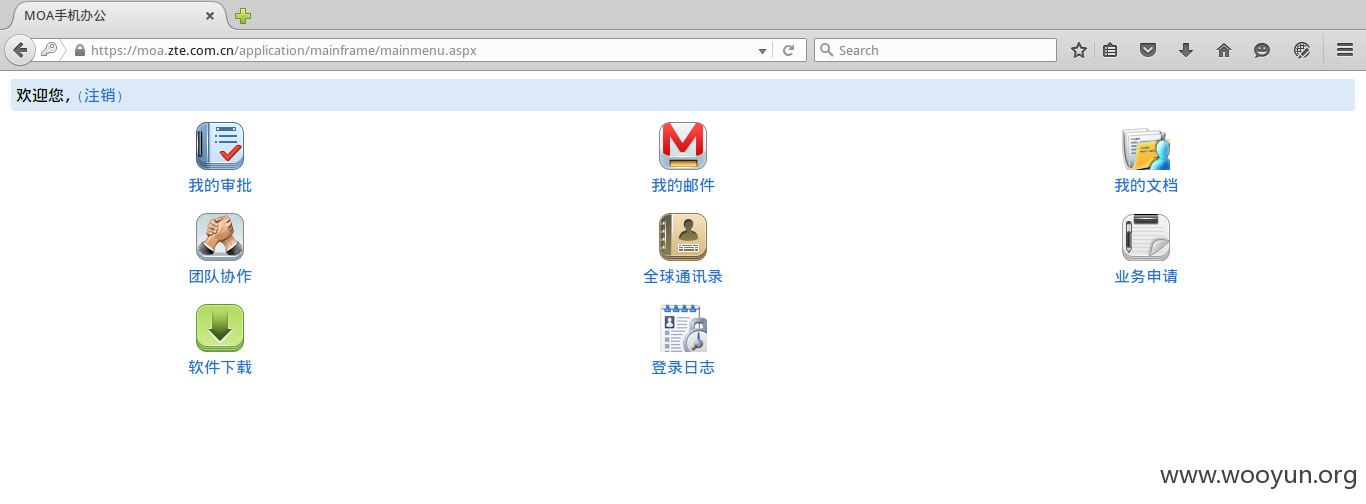 MOA手机办公
https://moa.zte.com.cn/application/mainframe/mainmenu.aspx
Search
欢迎您，（注销）
我的审批
我的邮件
我的文档
团队协作
全球通讯录
业务申请
软件下载
登录日志
www.wooyun.org